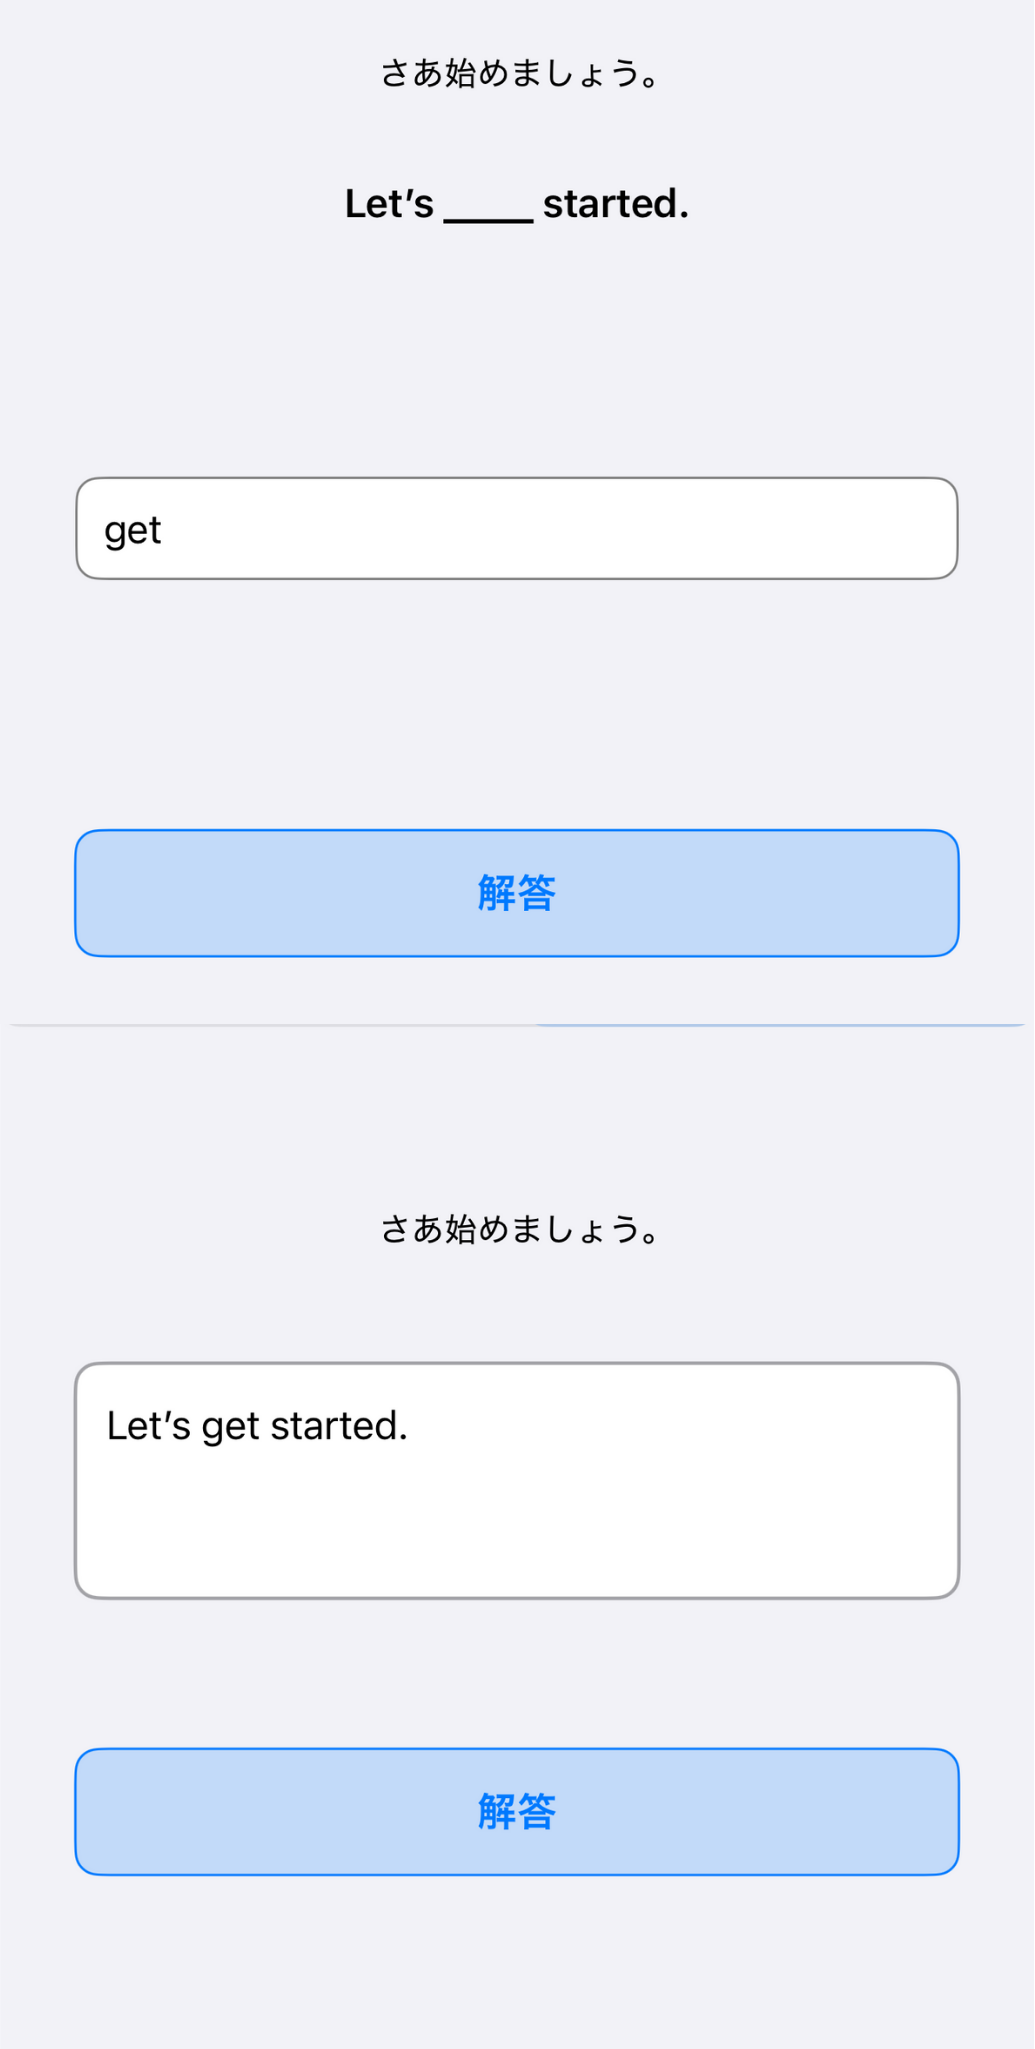 さあ始めましょう。
Let’s _____ started.
get
解答
さあ始めましょう。
Let’s get started.
解答